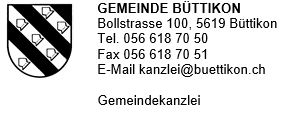 GEMEINDE BÜTTIKON
Bollstrasse 100, 5619 Büttikon
Tel. 056 618 70 50
Fax 056 618 70 51
E-Mail kanzlei@buettikon.ch
Gemeindekanzlei